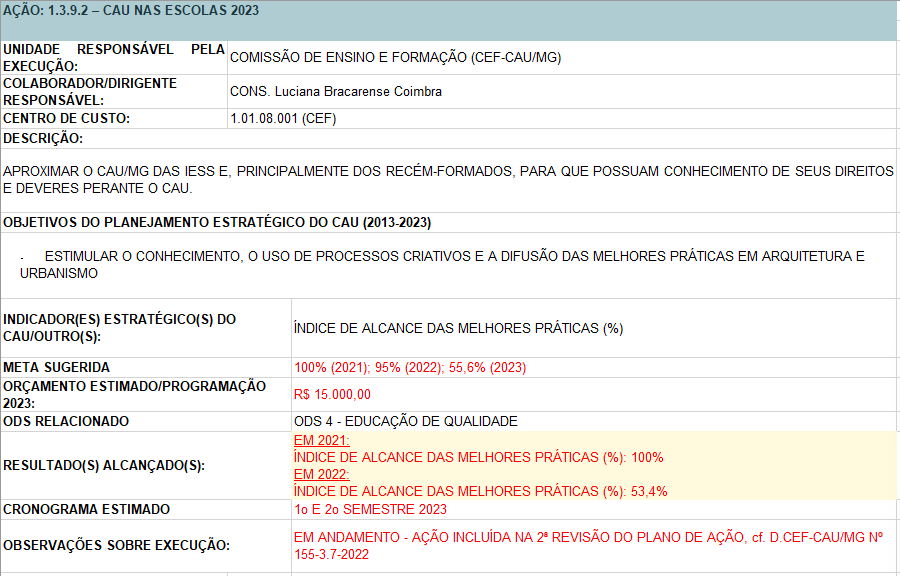 AÇÃO: 1.3.9.2 – CAU NAS ESCOLAS 2023
UNIDADE RESPONSÁVEL PELA EXECUÇÃO:
COMISSÃO DE ENSINO E FORMAÇÃO (CEF-CAU/MG)
COLABORADOR/DIRIGENTE RESPONSÁVEL:
CONS. Luciana Bracarense Coimbra
CENTRO DE CUSTO:
1.01.08.001 (CEF)
DESCRIÇÃO:
APROXIMAR O CAU/MG DAS IESS E, PRINCIPALMENTE DOS RECÉM-FORMADOS, PARA QUE POSSUAM CONHECIMENTO DE SEUS DIREITOS
E DEVERES PERANTE O CAU.
OBJETIVOS DO PLANEJAMENTO ESTRATÉGICO DO CAU (2013-2023)
- ESTIMULAR O CONHECIMENTO, O USO DE PROCESSOS CRIATIVOS E A DIFUSÃO DAS MELHORES PRÁTICAS EM ARQUITETURA E
URBANISMO
INDICADOR(ES) ESTRATÉGICO(S) DO
CAU/OUTRO(S):
ÍNDICE DE ALCANCE DAS MELHORES PRÁTICAS (%)
META SUGERIDA
100% (2021); 95% (2022); 55,6% (2023)
ORÇAMENTO ESTIMADO/PROGRAMAÇÃO
2023:
R$ 15.000,00
ODS RELACIONADO
ODS 4 - EDUCAÇÃO DE QUALIDADE
RESULTADO(S) ALCANÇADO(S):
EM 2021:
ÍNDICE DE ALCANCE DAS MELHORES PRÁTICAS (%): 100%
EM 2022:
ÍNDICE DE ALCANCE DAS MELHORES PRÁTICAS (%): 53,4%
CRONOGRAMA ESTIMADO
1o E 2o SEMESTRE 2023
OBSERVAÇÕES SOBRE EXECUÇÃO:
EM ANDAMENTO - AÇÃO INCLUÍDA NA 2ª REVISÃO DO PLANO DE AÇÃO, cf. D.CEF-CAU/MG Nº
155-3.7-2022